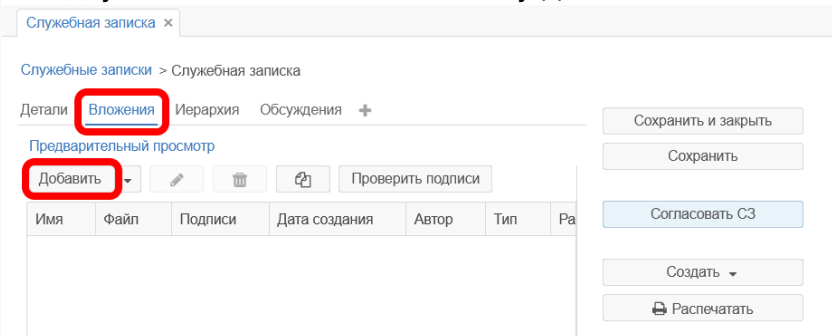 Служебная записка ×
Служебные записки > Служебная записка
Детали Вложения Иерархия Обсуждения +
Предварительный просмотр
Добавить Проверить подписи
Имя Файл Подписи Дата создания Автор Тип Ра
Сохранить и закрыть
Сохранить
Согласовать СЗ
Создать
Распечатать